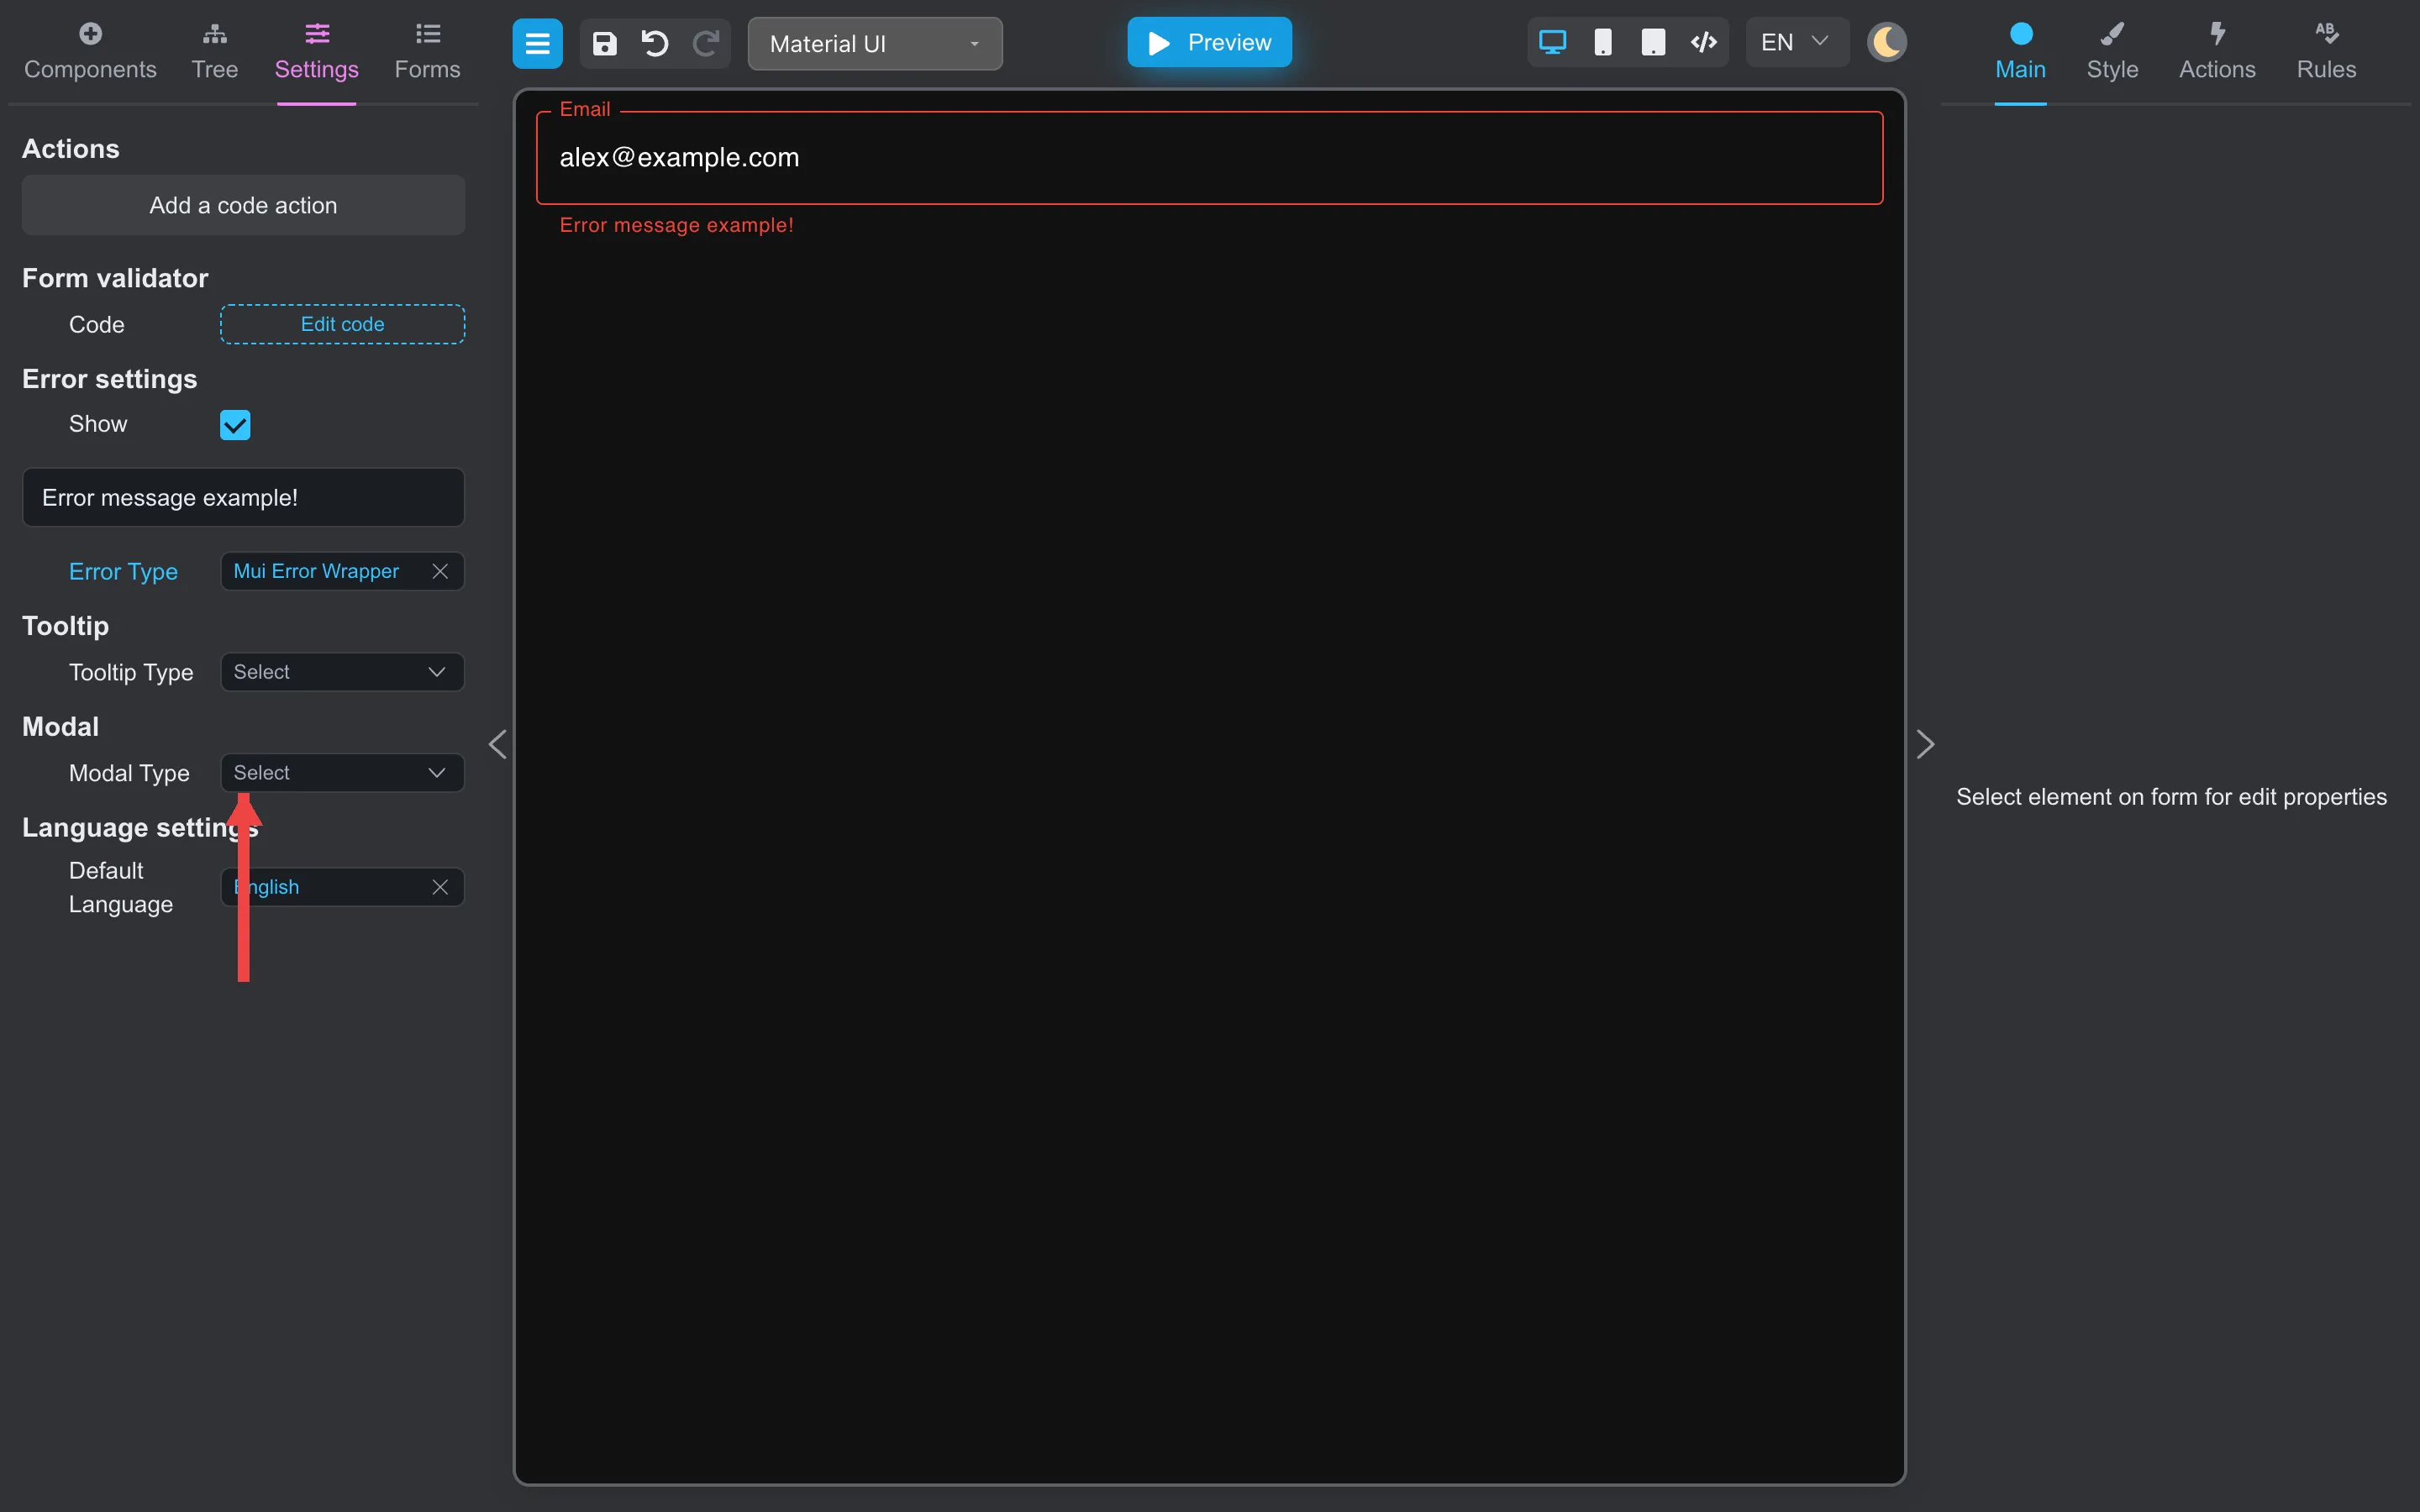 Components
Tree
Settings
Forms
Material UI
Preview
EN
Main
Style
Actions
AB
Rules
Actions
Add a code action
Form validator
Code
Edit code
Error settings
Show
Error message example!
Error Type
Mui Error Wrapper
Tooltip
Tooltip Type
Select
Modal
Modal Type
Select
Language settings
Default
Language
English
Email
alex@example.com
Error message example!
Select element on form for edit properties